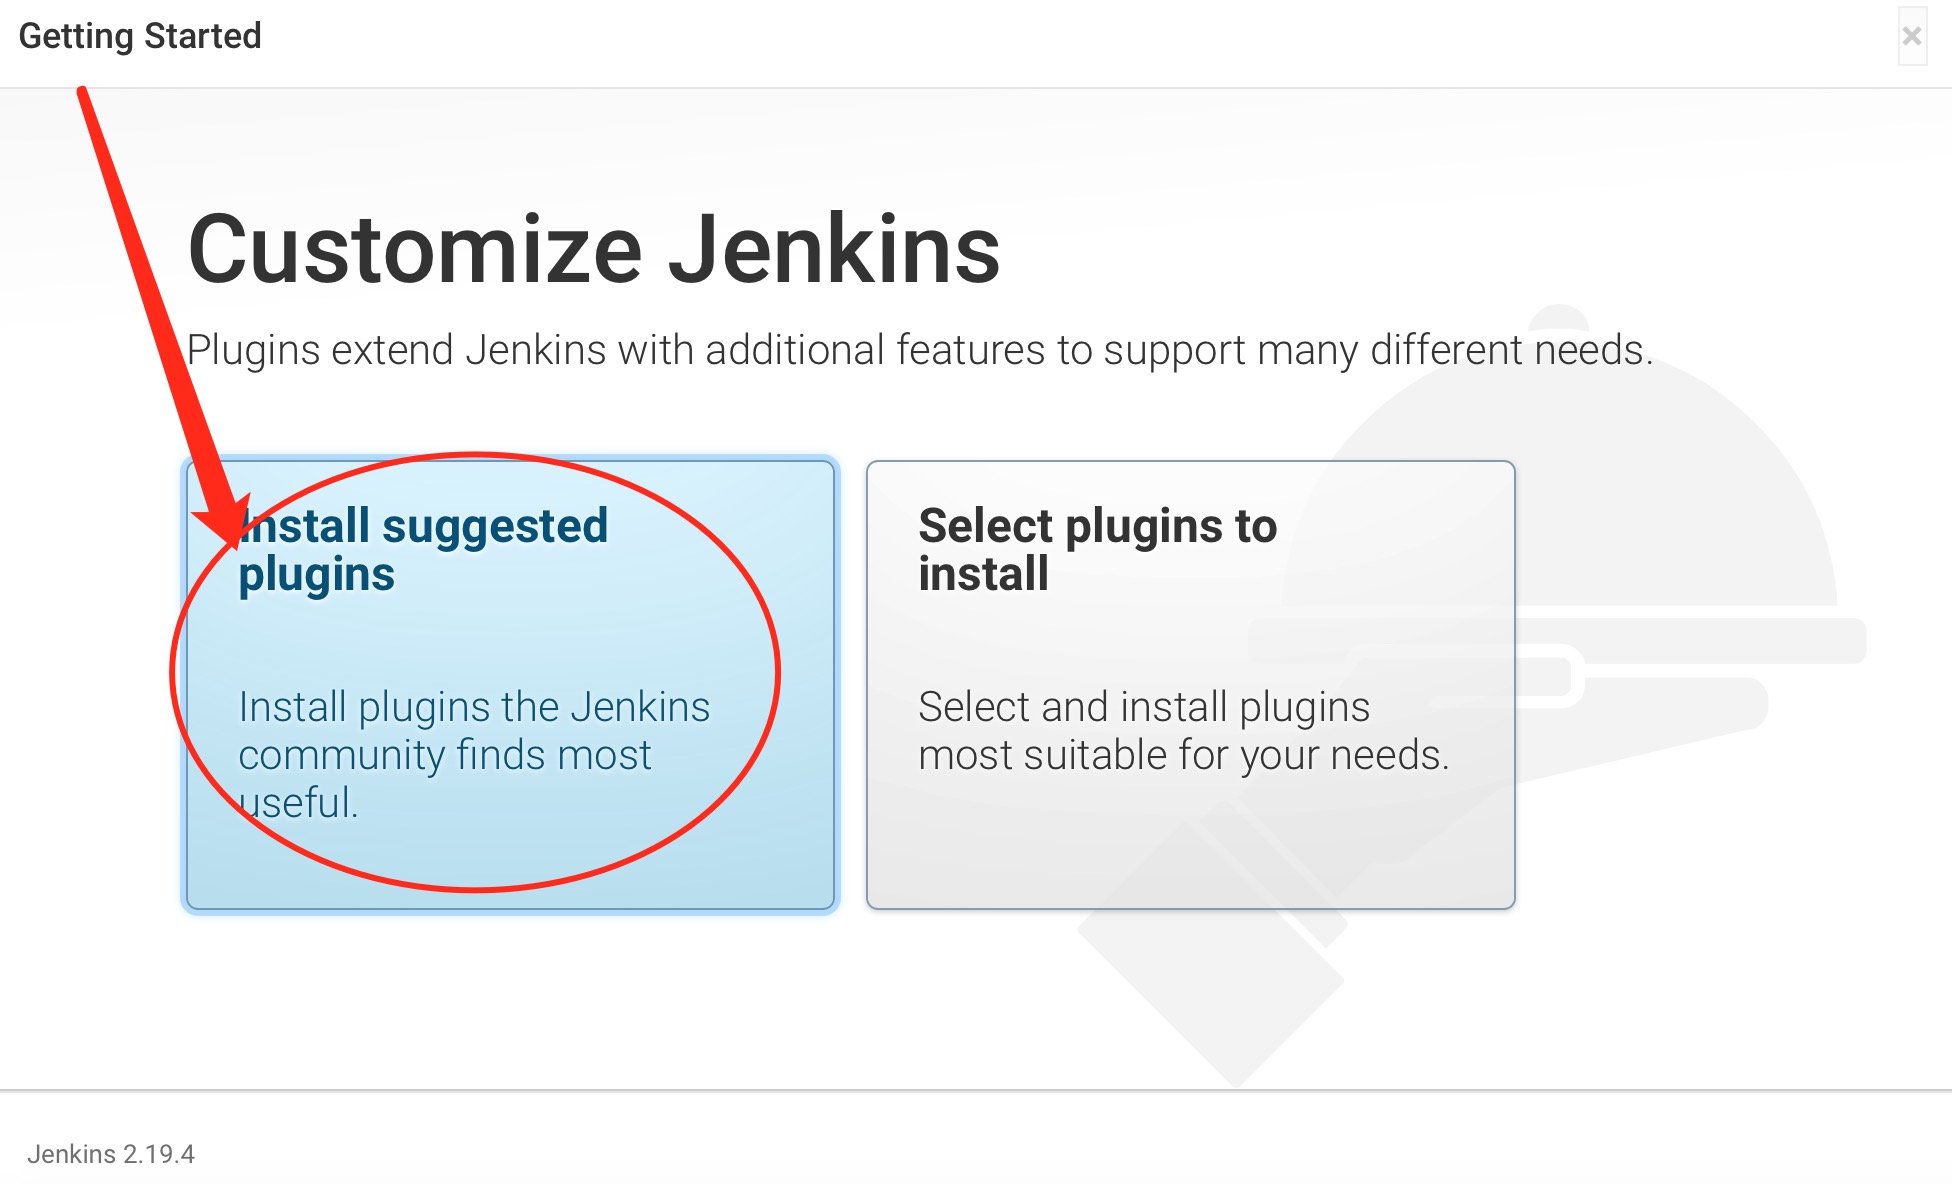 Getting Started
×
Customize Jenkins
Plugins extend Jenkins with additional features to support many different needs.
Install suggested
plugins
Install plugins the Jenkins
community finds most
useful.
Select plugins to
install
Select and install plugins
most suitable for your needs.
Jenkins 2.19.4